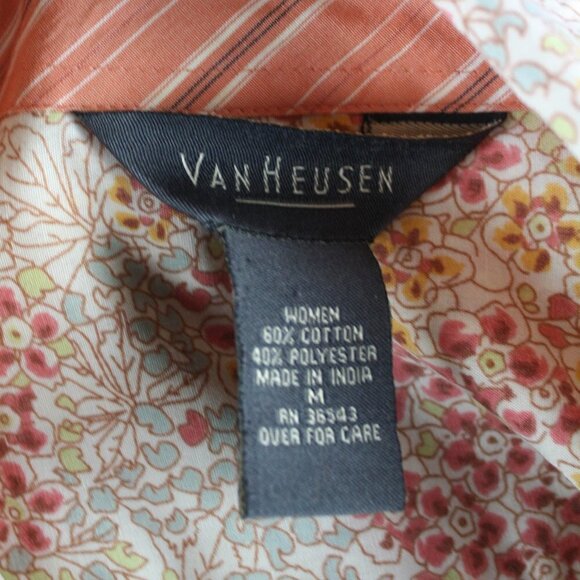 VAN HEUSEN
WOMEN
60% COTTON
40% POLYESTER
MADE IN INDIA
M
RN 36543
OVER FOR CARE